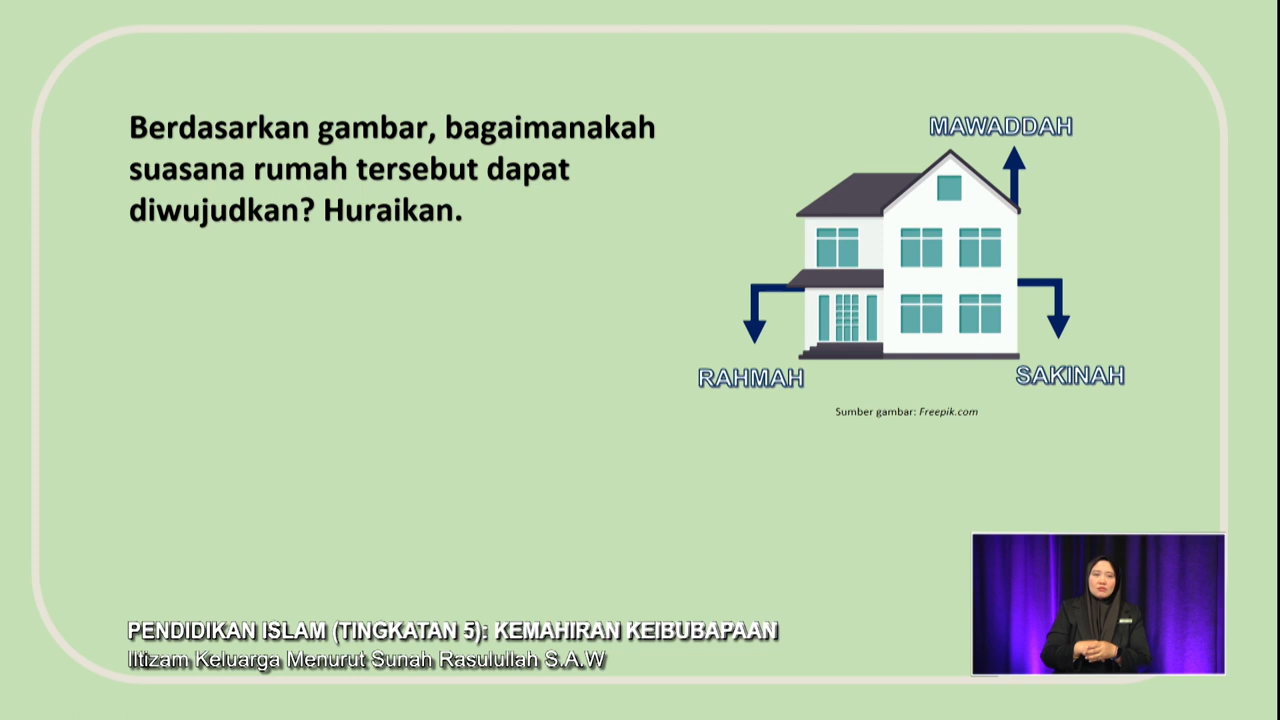 Berdasarkan gambar, bagaimanakah
suasana rumah tersebut dapat
diwujudkan? Huraikan.
MAWADDAH
RAHMAH
SAKINAH
Sumber gambar: Freepik.com
PENDIDIKAN ISLAM (TINGKATAN 5): KEMAHIRAN KEIBUBAPAAN
Iltizam Keluarga Menurut Sunah Rasulullah S.A.W